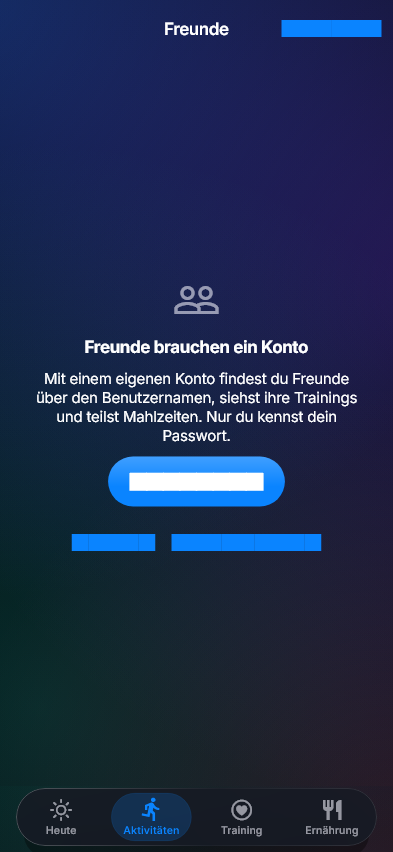 Freunde
Freunde brauchen ein Konto
Mit einem eigenen Konto findest du Freunde
über den Benutzernamen, siehst ihre Trainings
und teilst Mahlzeiten. Nur du kennst dein
Passwort.
Heute
Aktivitäten
Training
Ernährung